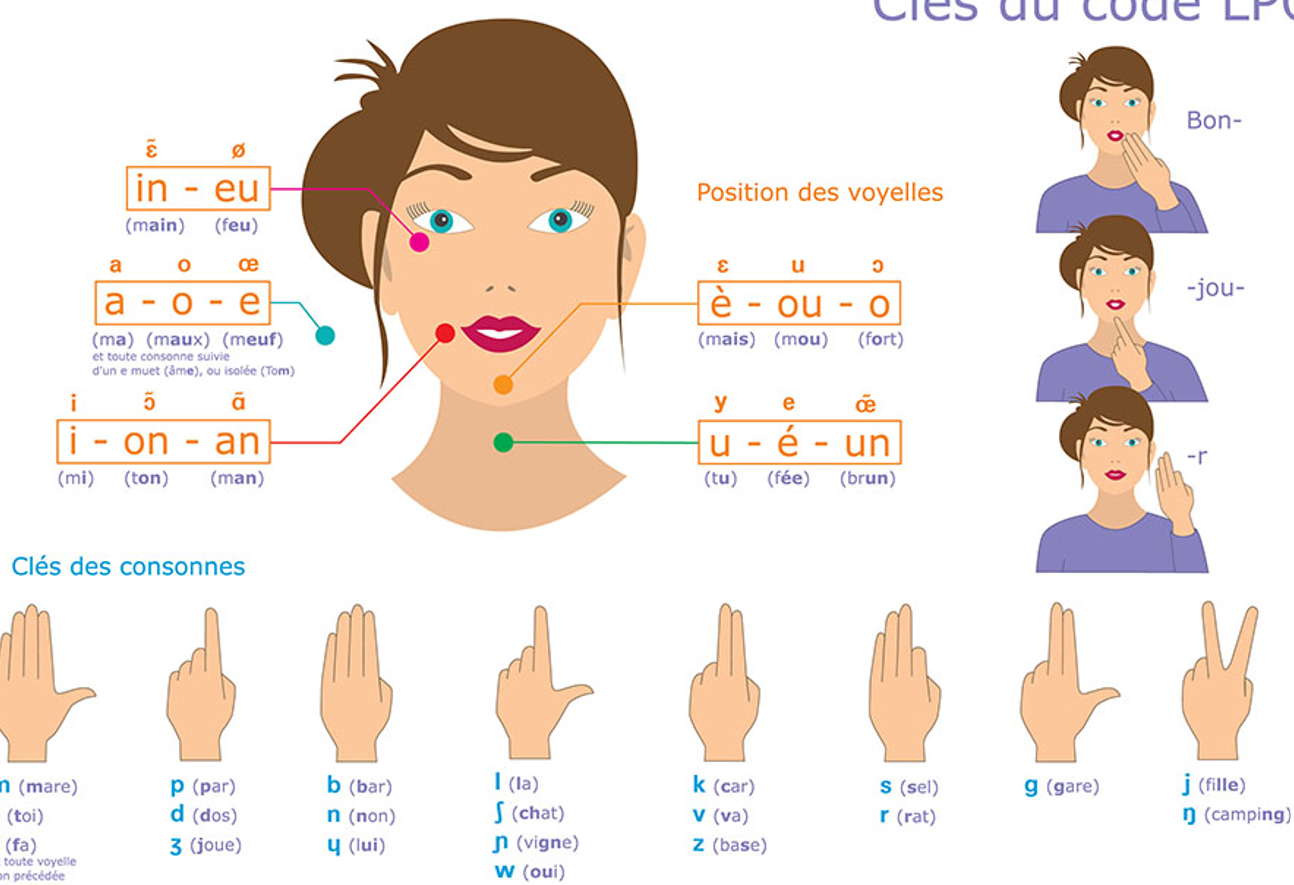 Clés du code LPC
ɛ̃ ø
in - eu
(main) (feu)
a o œ
a - o - e
(ma) (maux) (meuf)
et toute consonne suivie
d'un e muet (âme), ou isolée (Tom)
i ɔ̃ ɑ̃
i - on - an
(mi) (ton) (man)
Position des voyelles
ɛ u ɔ
è - ou - o
(mais) (mou) (fort)
y e œ̃
u - é - un
(tu) (fée) (brun)
Bon-
-jou-
-r
Clés des consonnes
m (mare)
(toi)
(fa)
toute voyelle
on précédée
p (par)
d (dos)
ʒ (joue)
b (bar)
n (non)
ɥ (lui)
l (la)
ʃ (chat)
ɲ (vigne)
w (oui)
k (car)
v (va)
z (base)
s (sel)
r (rat)
g (gare)
j (fille)
ŋ (camping)